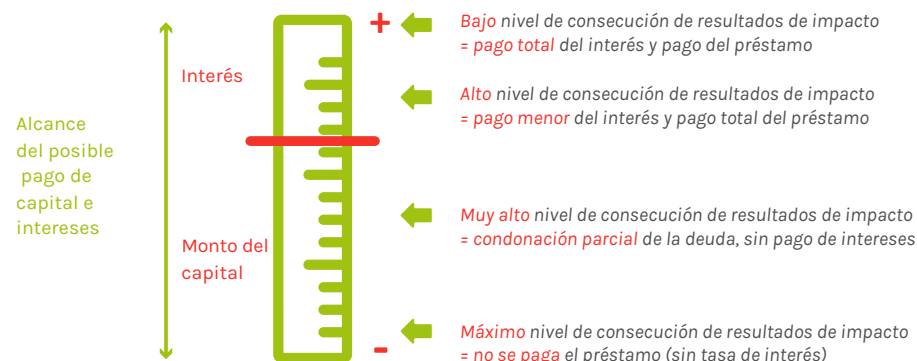 Alcance
del posible
pago de
capital e
intereses
Interés
Monto del
capital
+
-
Bajo nivel de consecución de resultados de impacto
= pago total del interés y pago del préstamo
Alto nivel de consecución de resultados de impacto
= pago menor del interés y pago total del préstamo
Muy alto nivel de consecución de resultados de impacto
= condonación parcial de la deuda, sin pago de intereses
Máximo nivel de consecución de resultados de impacto
= no se paga el préstamo (sin tasa de interés)